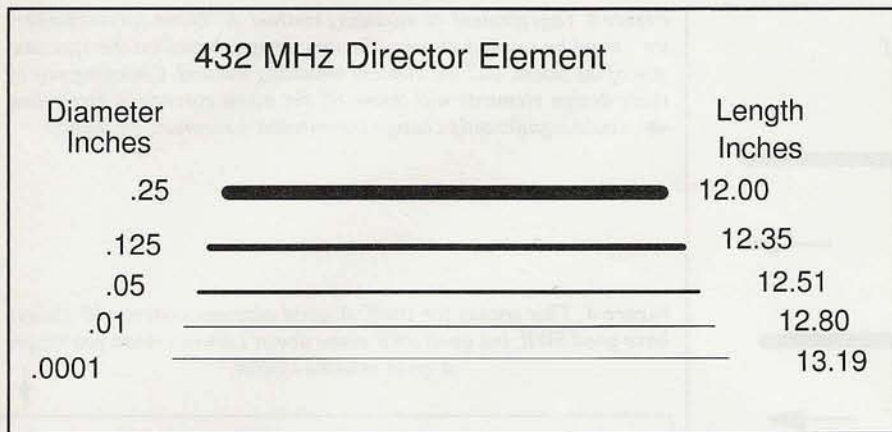 432 MHz Director Element
Diameter
Inches
Length
Inches
.25 12.00
.125 12.35
.05 12.51
.01 12.80
.0001 13.19